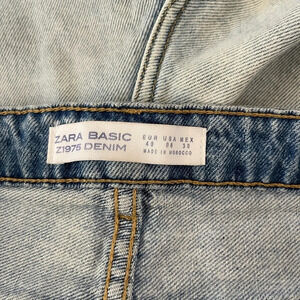 ZARA BASIC
Z1975 DENIM
EUR USA MEX
40 08 30
MADE IN MOROCCO